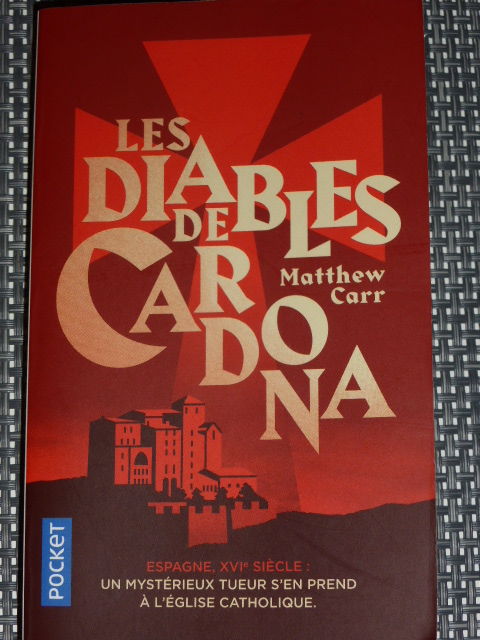 LES
DIABLES
DE
CARDONA
Matthew
Carr
ESPAGNE, XVIe SIÈCLE :
UN MYSTÉRIEUX TUEUR S'EN PREND
À L'ÉGLISE CATHOLIQUE.
POCKET